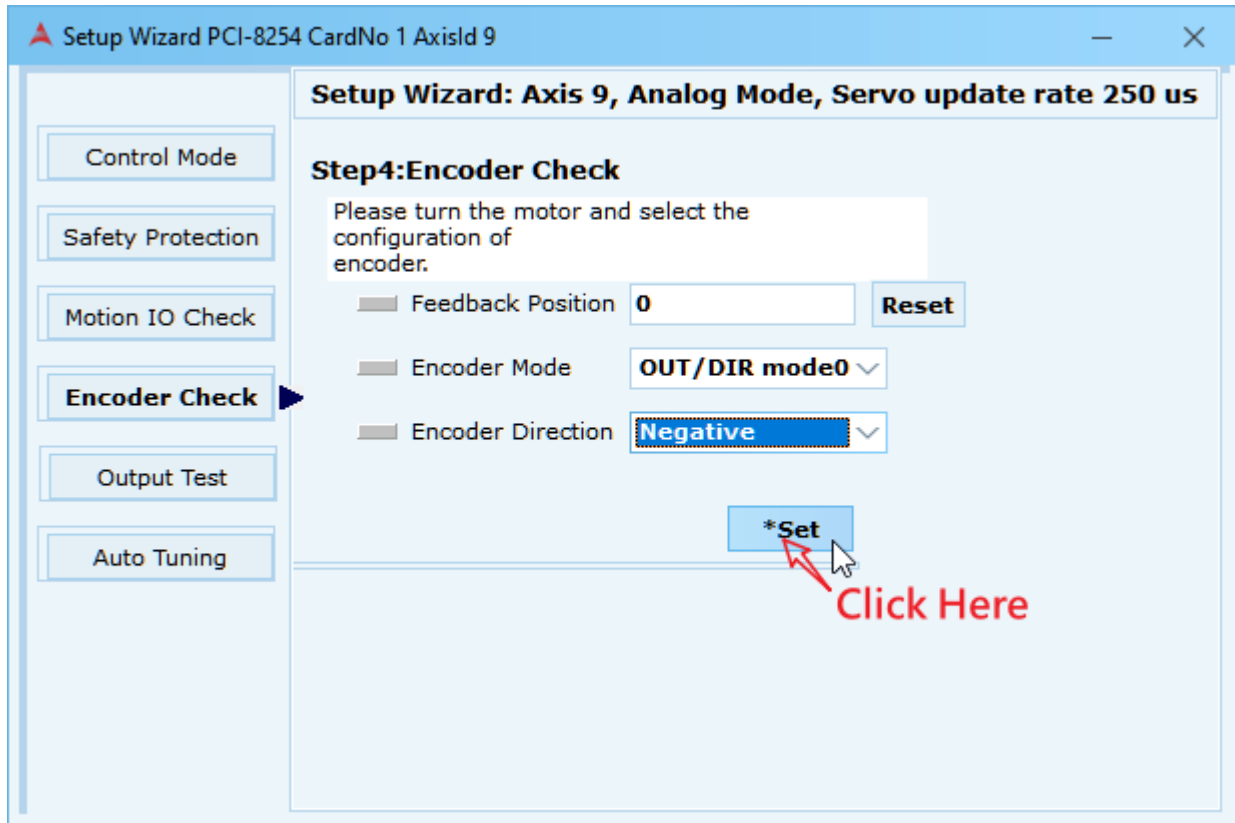 Setup Wizard PCI-8254 CardNo 1 AxisId 9
Setup Wizard: Axis 9, Analog Mode, Servo update rate 250 us
Control Mode
Safety Protection
Motion IO Check
Encoder Check
Output Test
Auto Tuning
Step4:Encoder Check
Please turn the motor and select the
configuration of
encoder.
Feedback Position 0 Reset
Encoder Mode OUT/DIR mode0
Encoder Direction Negative
*Set
Click Here